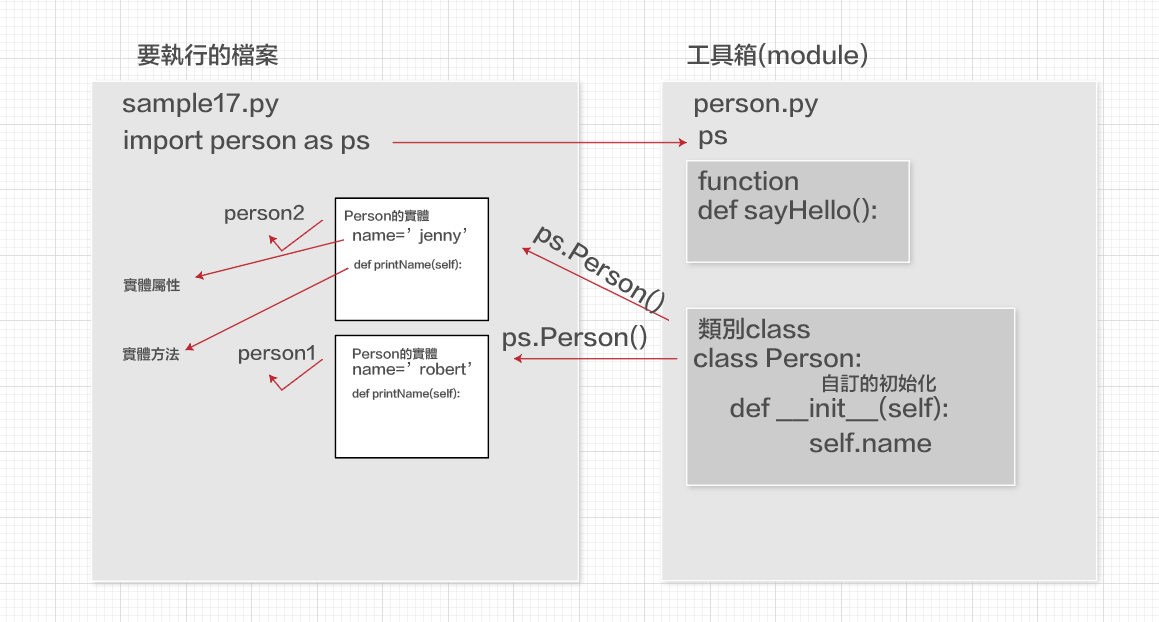 要執行的檔案
sample17.py
import person as ps
person2
Person的實體
name=’ jenny’
def printName(self):
實體屬性
實體方法
person1
Person的實體
name=’ robert’
def printName(self):
ps.Person()
ps.Person()
工具箱(module)
person.py
ps
function
def sayHello():
類別class
class Person:
自訂的初始化
def __init__(self):
self.name